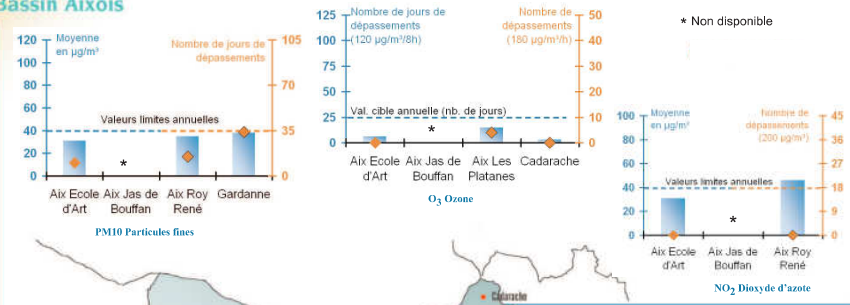 Bassin Aixois
Moyenne
en µg/m³
Nombre de jours de
dépassements
120
100
80
60
40
20
0
105
70
35
0
Valeurs limites annuelles
*
Aix Ecole
d'Art
Aix Jas de
Bouffan
Aix Roy
René
Gardanne
PM10 Particules fines
Nombre de jours de
dépassements
(120 µg/m³/8h)
Nombre de jours de
dépassements
(180 µg/m³/h)
125
100
75
50
25
0
50
40
30
20
10
0
Val. cible annuelle (nb. de jours)
*
Aix Ecole
d'Art
Aix Jas de
Bouffan
Aix Les
Platanes
Cadarache
O3 Ozone
* Non disponible
Moyenne
en µg/m³
Nombre de
dépassements
(200 µg/m³)
100
80
60
40
20
0
45
36
27
18
9
0
Valeurs limites annuelles
*
Aix Ecole
d'Art
Aix Jas de
Bouffan
Aix Roy
René
NO2 Dioxyde d'azote
Cadarache